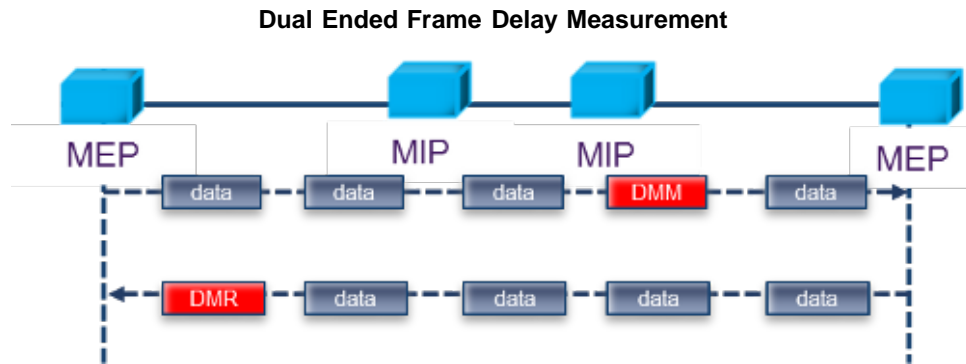 Dual Ended Frame Delay Measurement
MEP
MIP
MIP
MEP
data
data
data
DMM
data
DMR
data
data
data
data